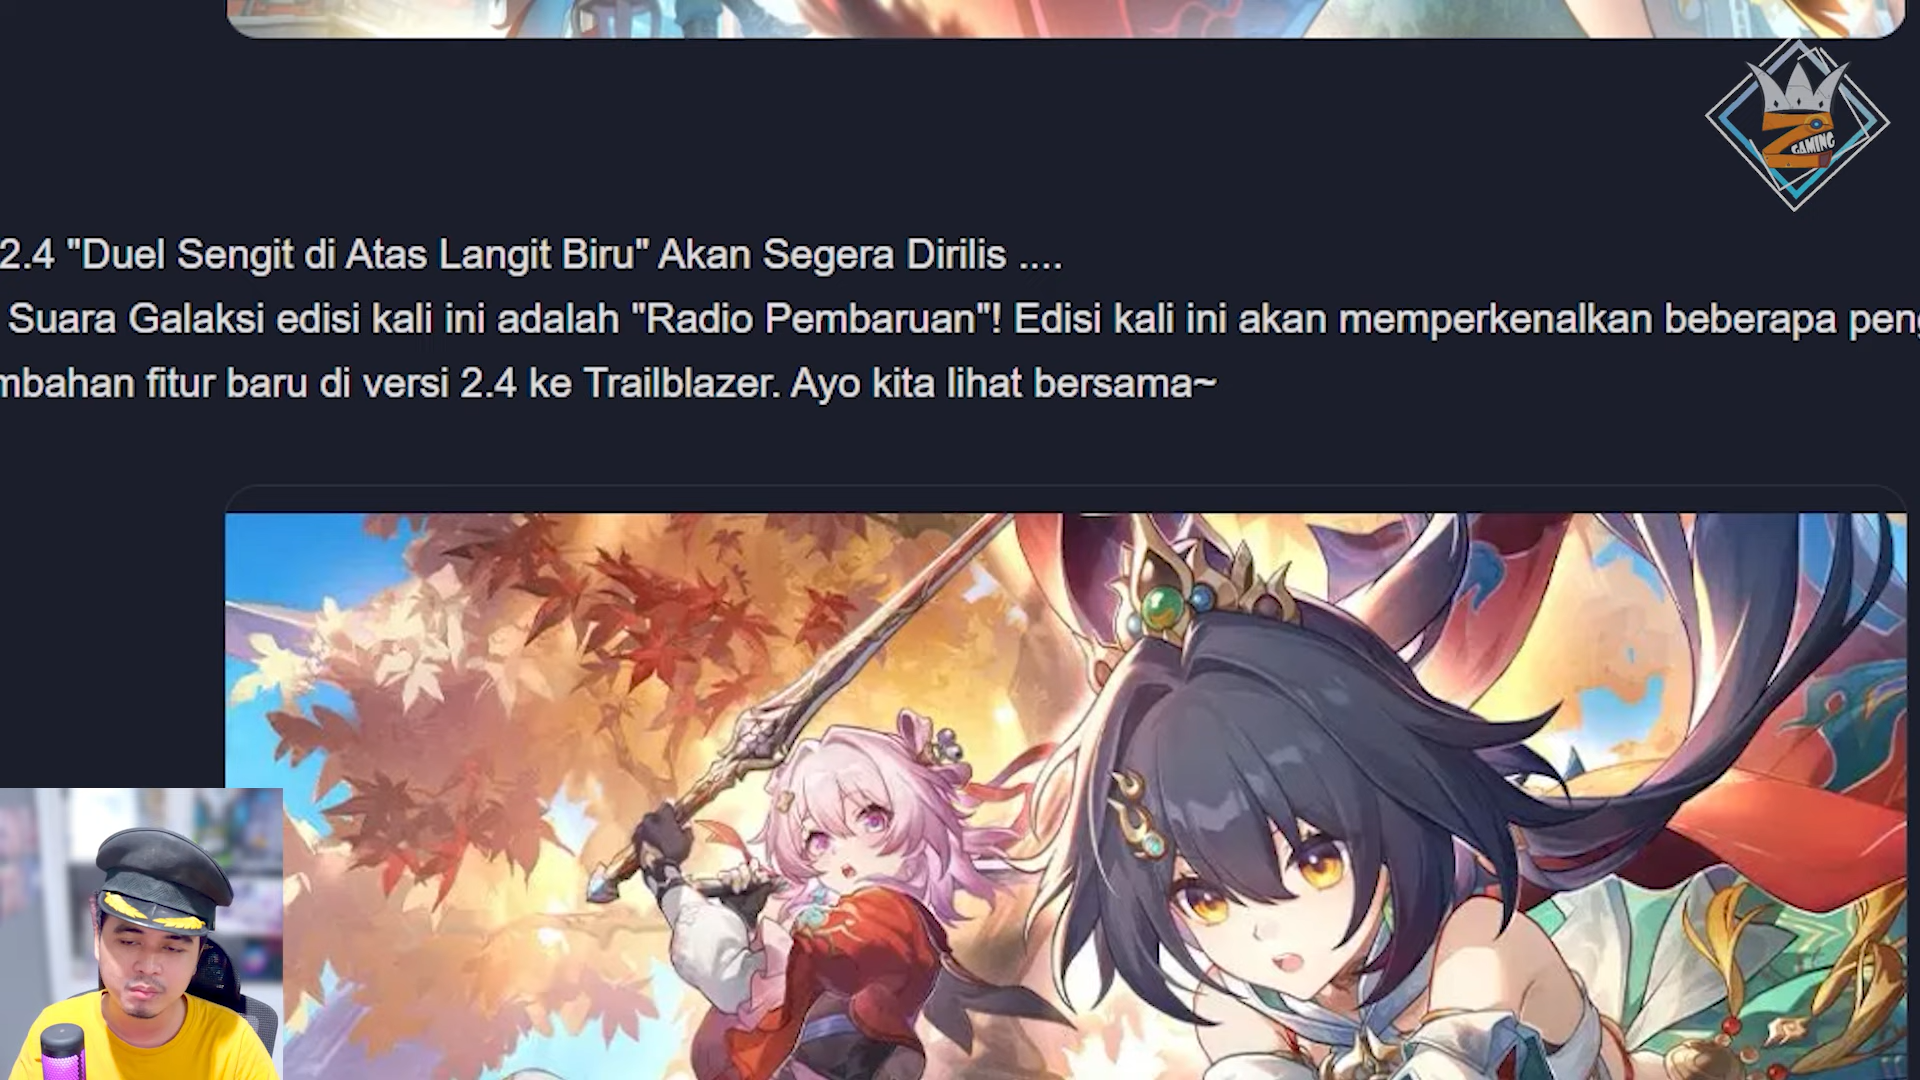 Z
GAMING
2.4 "Duel Sengit di Atas Langit Biru" Akan Segera Dirilis ....
Suara Galaksi edisi kali ini adalah "Radio Pembaruan"! Edisi kali ini akan memperkenalkan beberapa peng
mbahan fitur baru di versi 2.4 ke Trailblazer. Ayo kita lihat bersama~